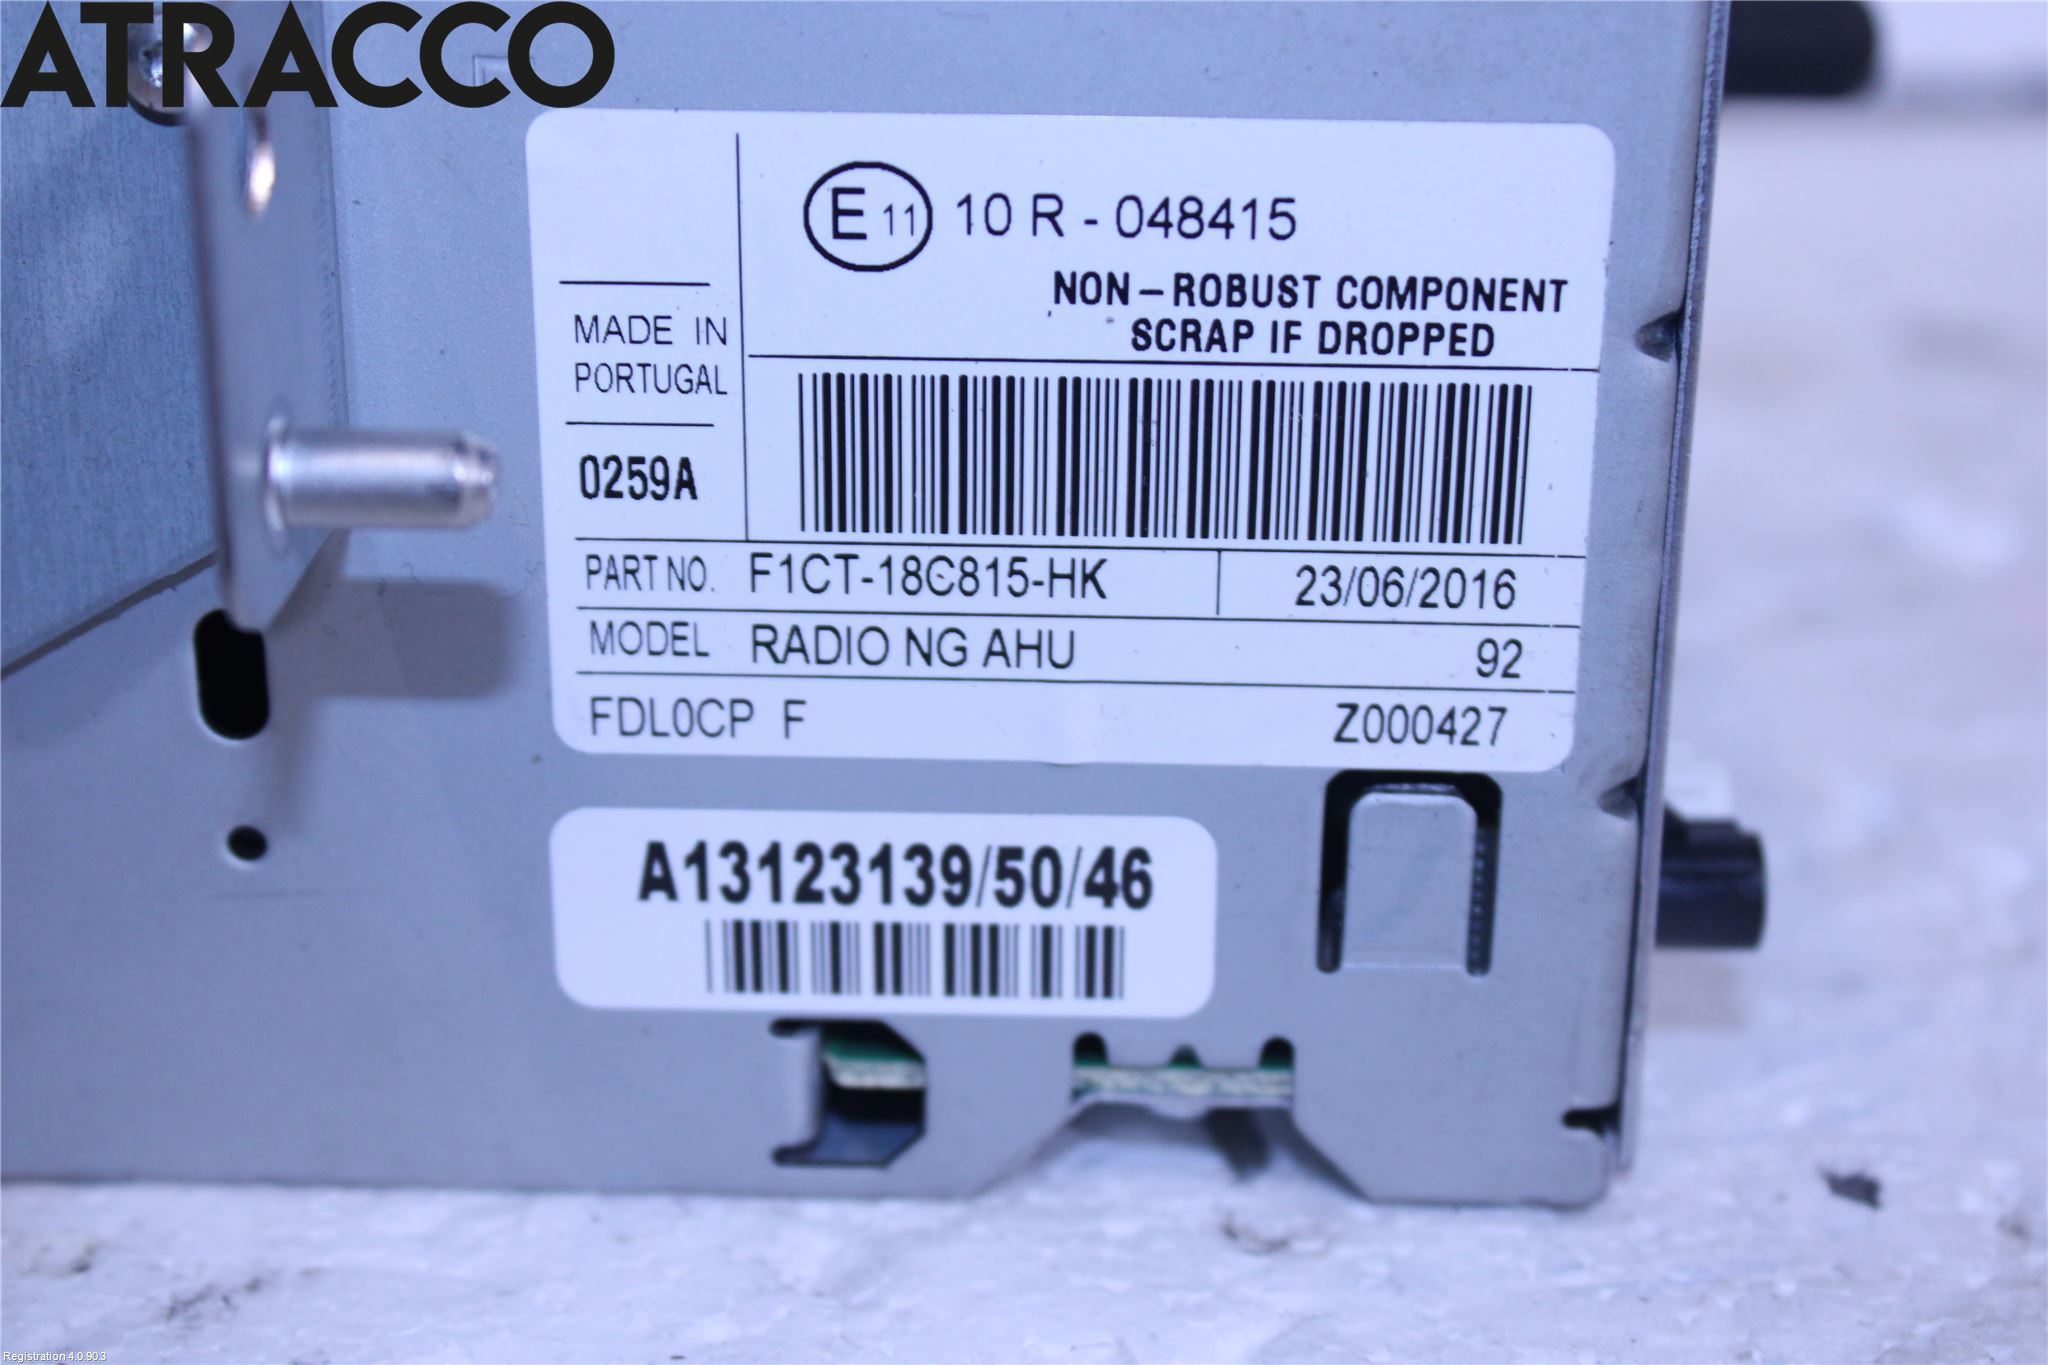 ATRACCO
E 11 10 R - 048415
NON-ROBUST COMPONENT
SCRAP IF DROPPED
MADE IN
PORTUGAL
0259A
PART NO. F1CT-18C815-HK 23/06/2016
MODEL RADIO NG AHU 92
FDL0CP F Z000427
A13123139/50/46
Registration 4.0.90.3